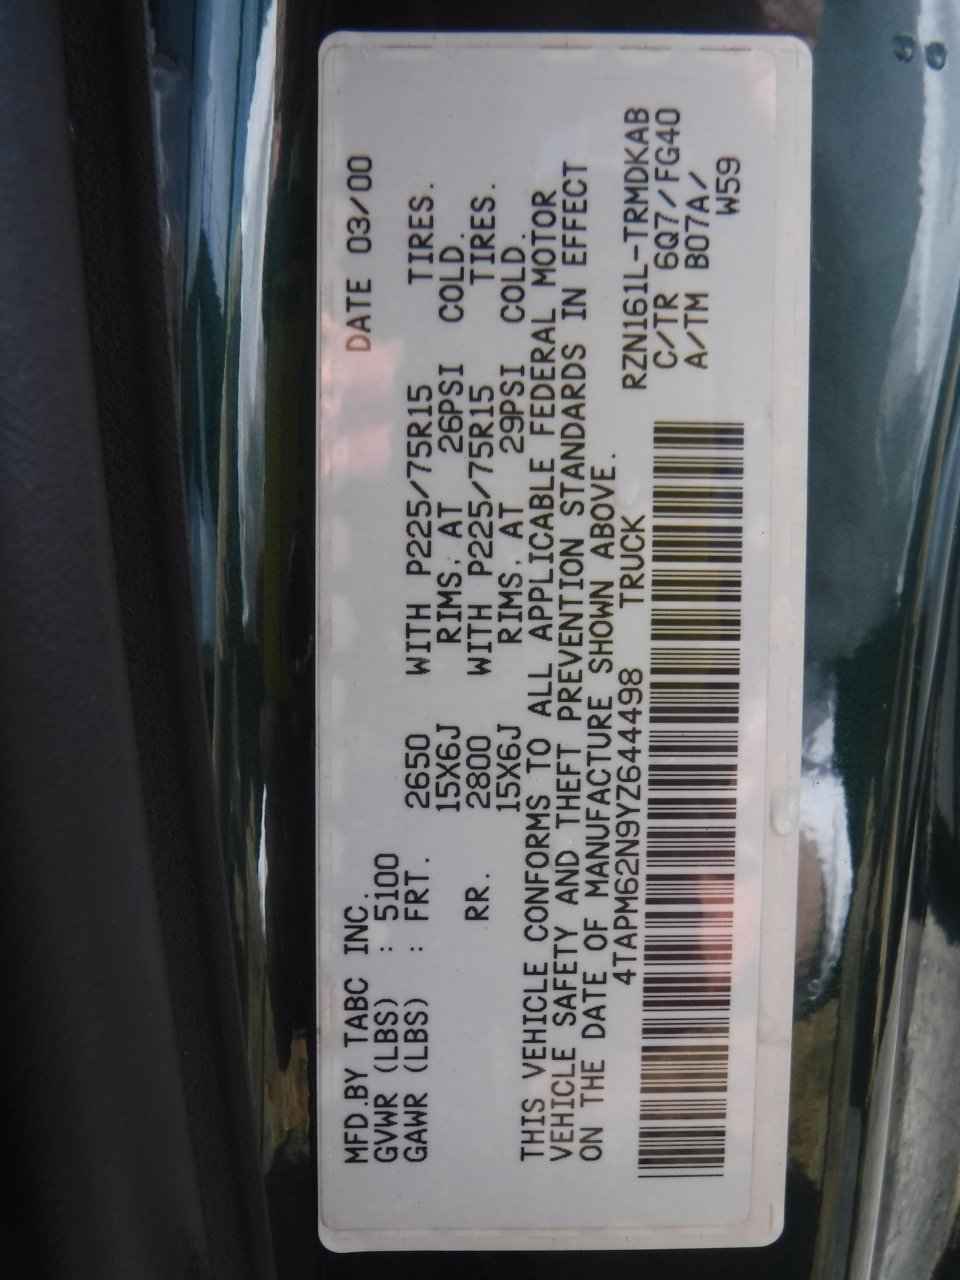 MFD.BY TABC INC. DATE 03/00
GVWR (LBS) : 5100
GAWR (LBS) : FRT. 2650 WITH P225/75R15 TIRES.
15X6J RIMS, AT 26PSI COLD.
RR. 2800 WITH P225/75R15 TIRES.
15X6J RIMS, AT 29PSI COLD.
THIS VEHICLE CONFORMS TO ALL APPLICABLE FEDERAL MOTOR
VEHICLE SAFETY AND THEFT PREVENTION STANDARDS IN EFFECT
ON THE DATE OF MANUFACTURE SHOWN ABOVE.
4TAPM62N9YZ644498 TRUCK
RZN161L-TRMDKAB
C/TR 6Q7/FG40
A/TM B07A/
W59